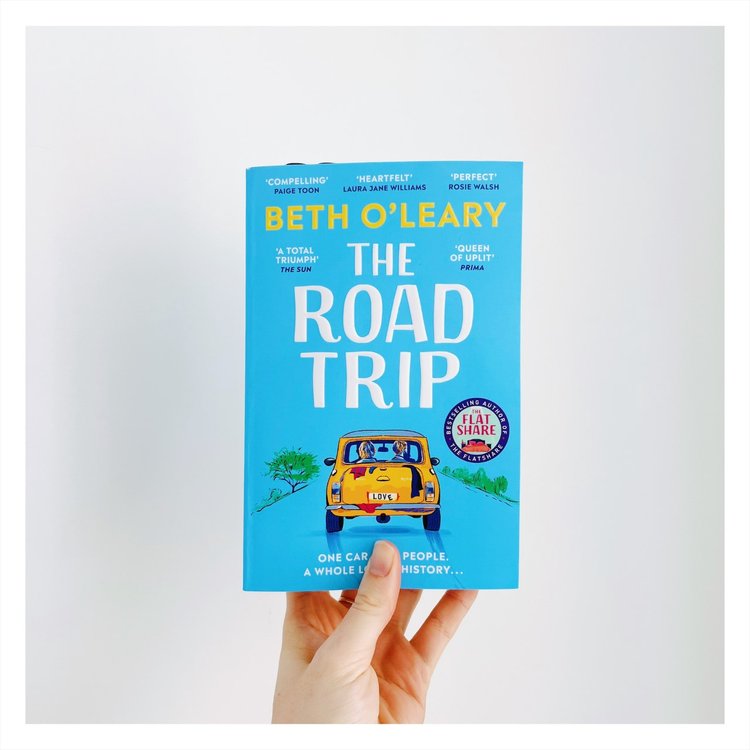 'COMPELLING'
PAIGE TOON
'HEARTFELT'
LAURA JANE WILLIAMS
'PERFECT'
ROSIE WALSH
BETH O'LEARY
'A TOTAL
TRIUMPH'
THE SUN
'QUEEN
OF UPLIT'
PRIMA
THE
ROAD
TRIP
BESTSELLING AUTHOR OF
THE FLATSHARE
THE
FLAT
SHARE
LOVE
ONE CAR PEOPLE.
A WHOLE HISTORY...